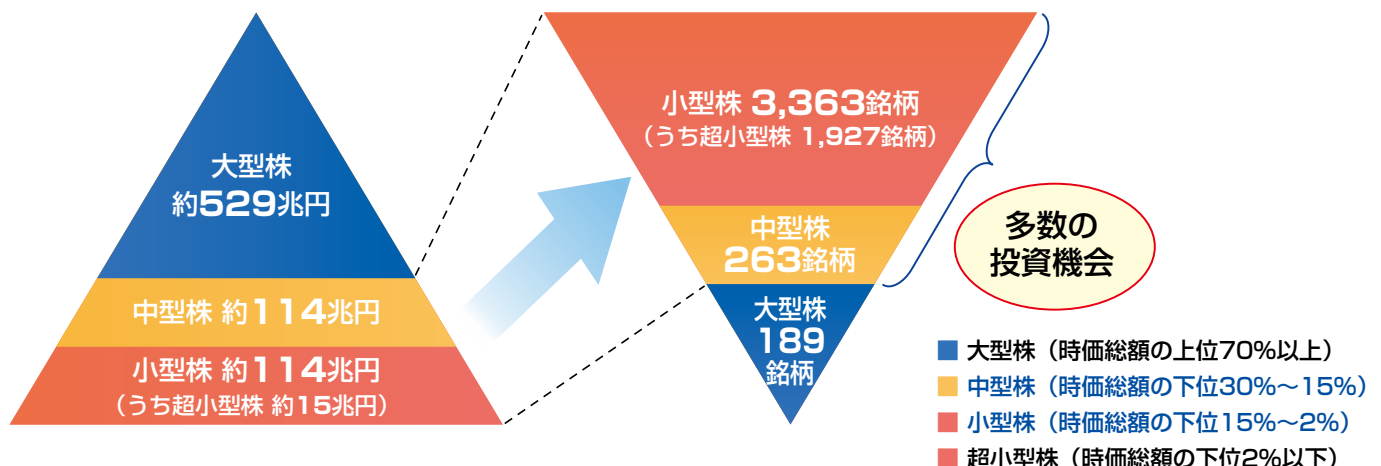 大型株
約529兆円
中型株 約114兆円
小型株 約114兆円
（うち超小型株 約15兆円）
小型株 3,363銘柄
（うち超小型株 1,927銘柄）
中型株
263銘柄
大型株
189
銘柄
多数の
投資機会
大型株（時価総額の上位70%以上）
中型株（時価総額の下位30%～15%）
小型株（時価総額の下位15%～2%）
超小型株（時価総額の下位2%以下）